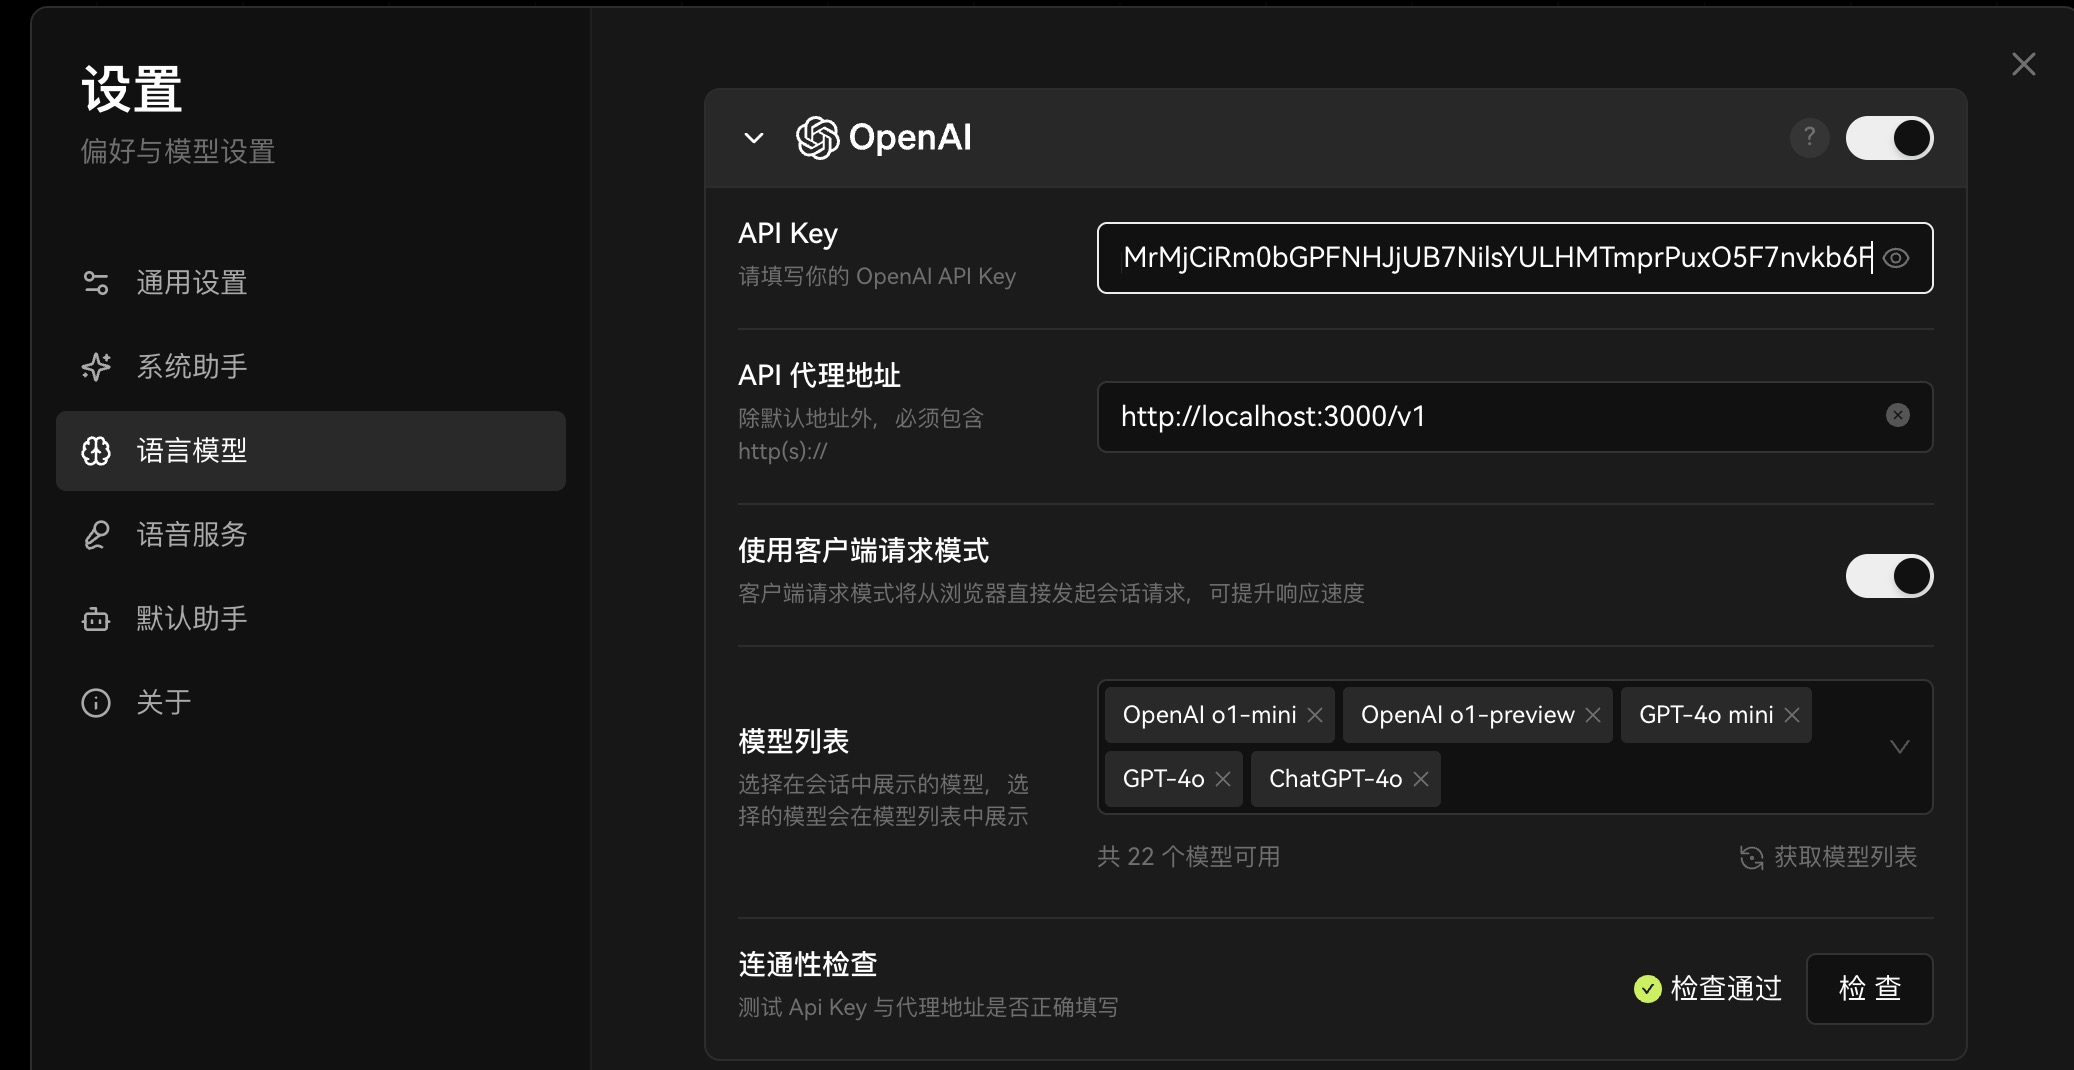 设置
偏好与模型设置
通用设置
系统助手
语言模型
语音服务
默认助手
关于
OpenAI
?
API Key
请填写你的 OpenAI API Key
MrMjCiRm0bGPFNHJjUB7NilsYULHMTmprPuxO5F7nvkb6F
API 代理地址
除默认地址外，必须包含
http(s)://
http://localhost:3000/v1
使用客户端请求模式
客户端请求模式将从浏览器直接发起会话请求，可提升响应速度
模型列表
选择在会话中展示的模型，选
择的模型会在模型列表中展示
OpenAI o1-mini OpenAI o1-preview GPT-4o mini
GPT-4o ChatGPT-4o
共 22 个模型可用
获取模型列表
连通性检查
测试 Api Key 与代理地址是否正确填写
检查通过
检 查